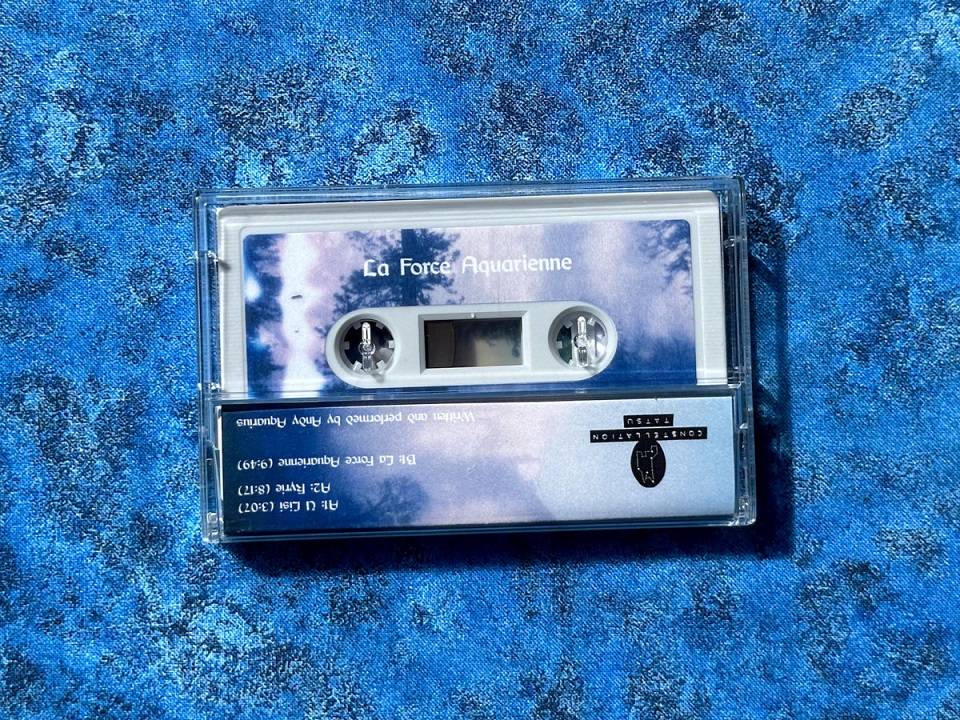 La Force Aquarienne
A1: U Lisi (3:07)
A2: Kyrie (8:17)
B1: La Force Aquarienne (9:49)
Written and performed by Andy Aquarius
CONSTELLATION
TATSU